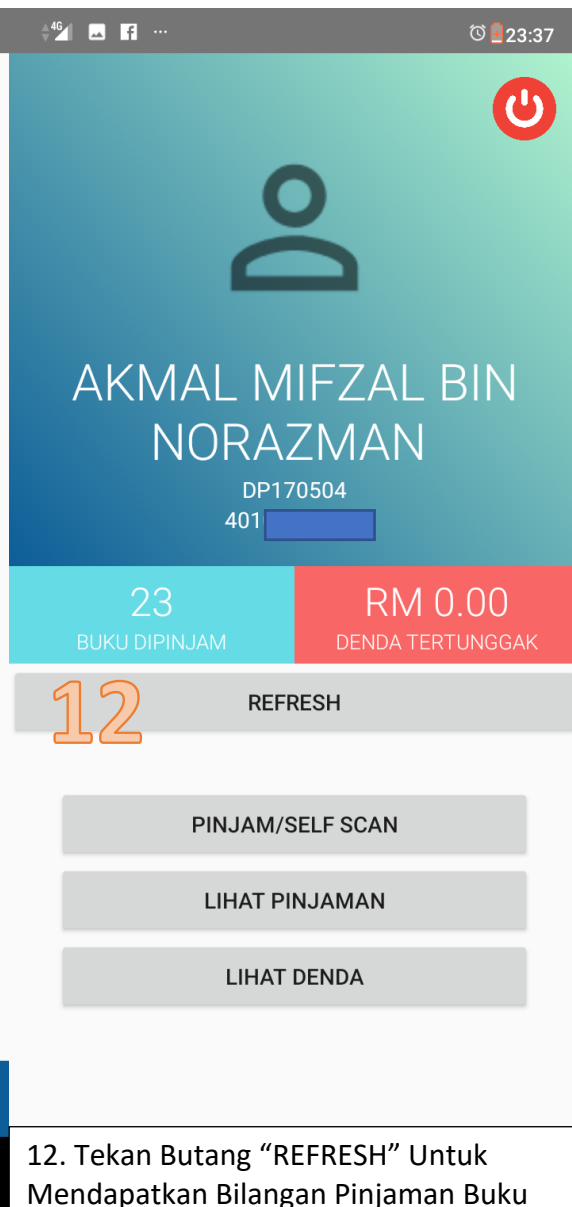 4G 23:37
AKMAL MIFZAL BIN
NORAZMAN
DP170504
401
23
BUKU DIPINJAM
RM 0.00
DENDA TERTUNGGAK
12
REFRESH
PINJAM/SELF SCAN
LIHAT PINJAMAN
LIHAT DENDA
12. Tekan Butang “REFRESH” Untuk
Mendapatkan Bilangan Pinjaman Buku